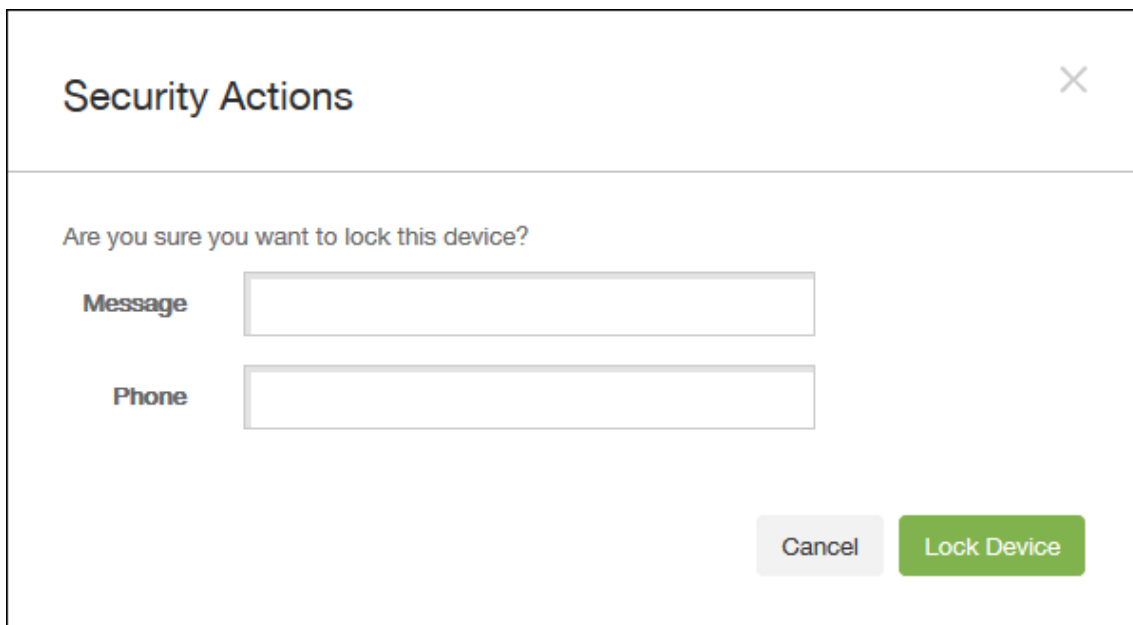 Security Actions
Are you sure you want to lock this device?
Message
Phone
Cancel Lock Device